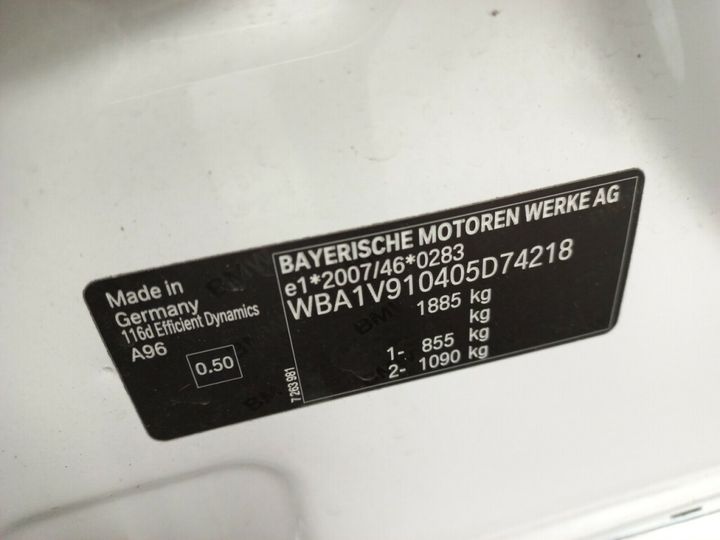 Made in
Germany
116d Efficient Dynamics
A96
0.50
7 263 981
BAYERISCHE MOTOREN WERKE AG
e1*2007/46*0283
WBA1V910405D74218
1885 kg
kg
1- 855 kg
2- 1090 kg